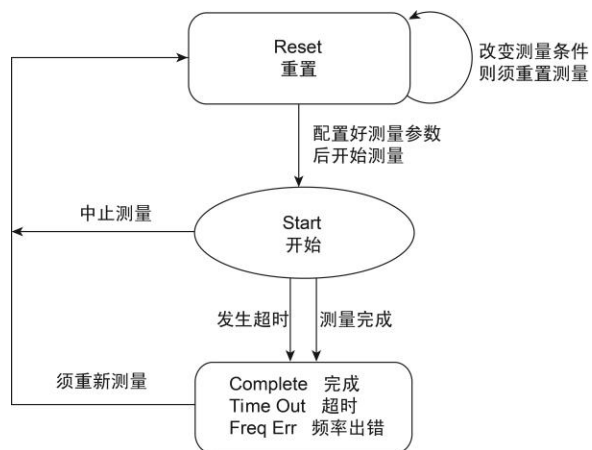 Reset
重置
改变测量条件
则须重置测量
配置好测量参数
后开始测量
中止测量
Start
开始
发生超时
测量完成
须重新测量
Complete 完成
Time Out 超时
Freq Err 频率出错